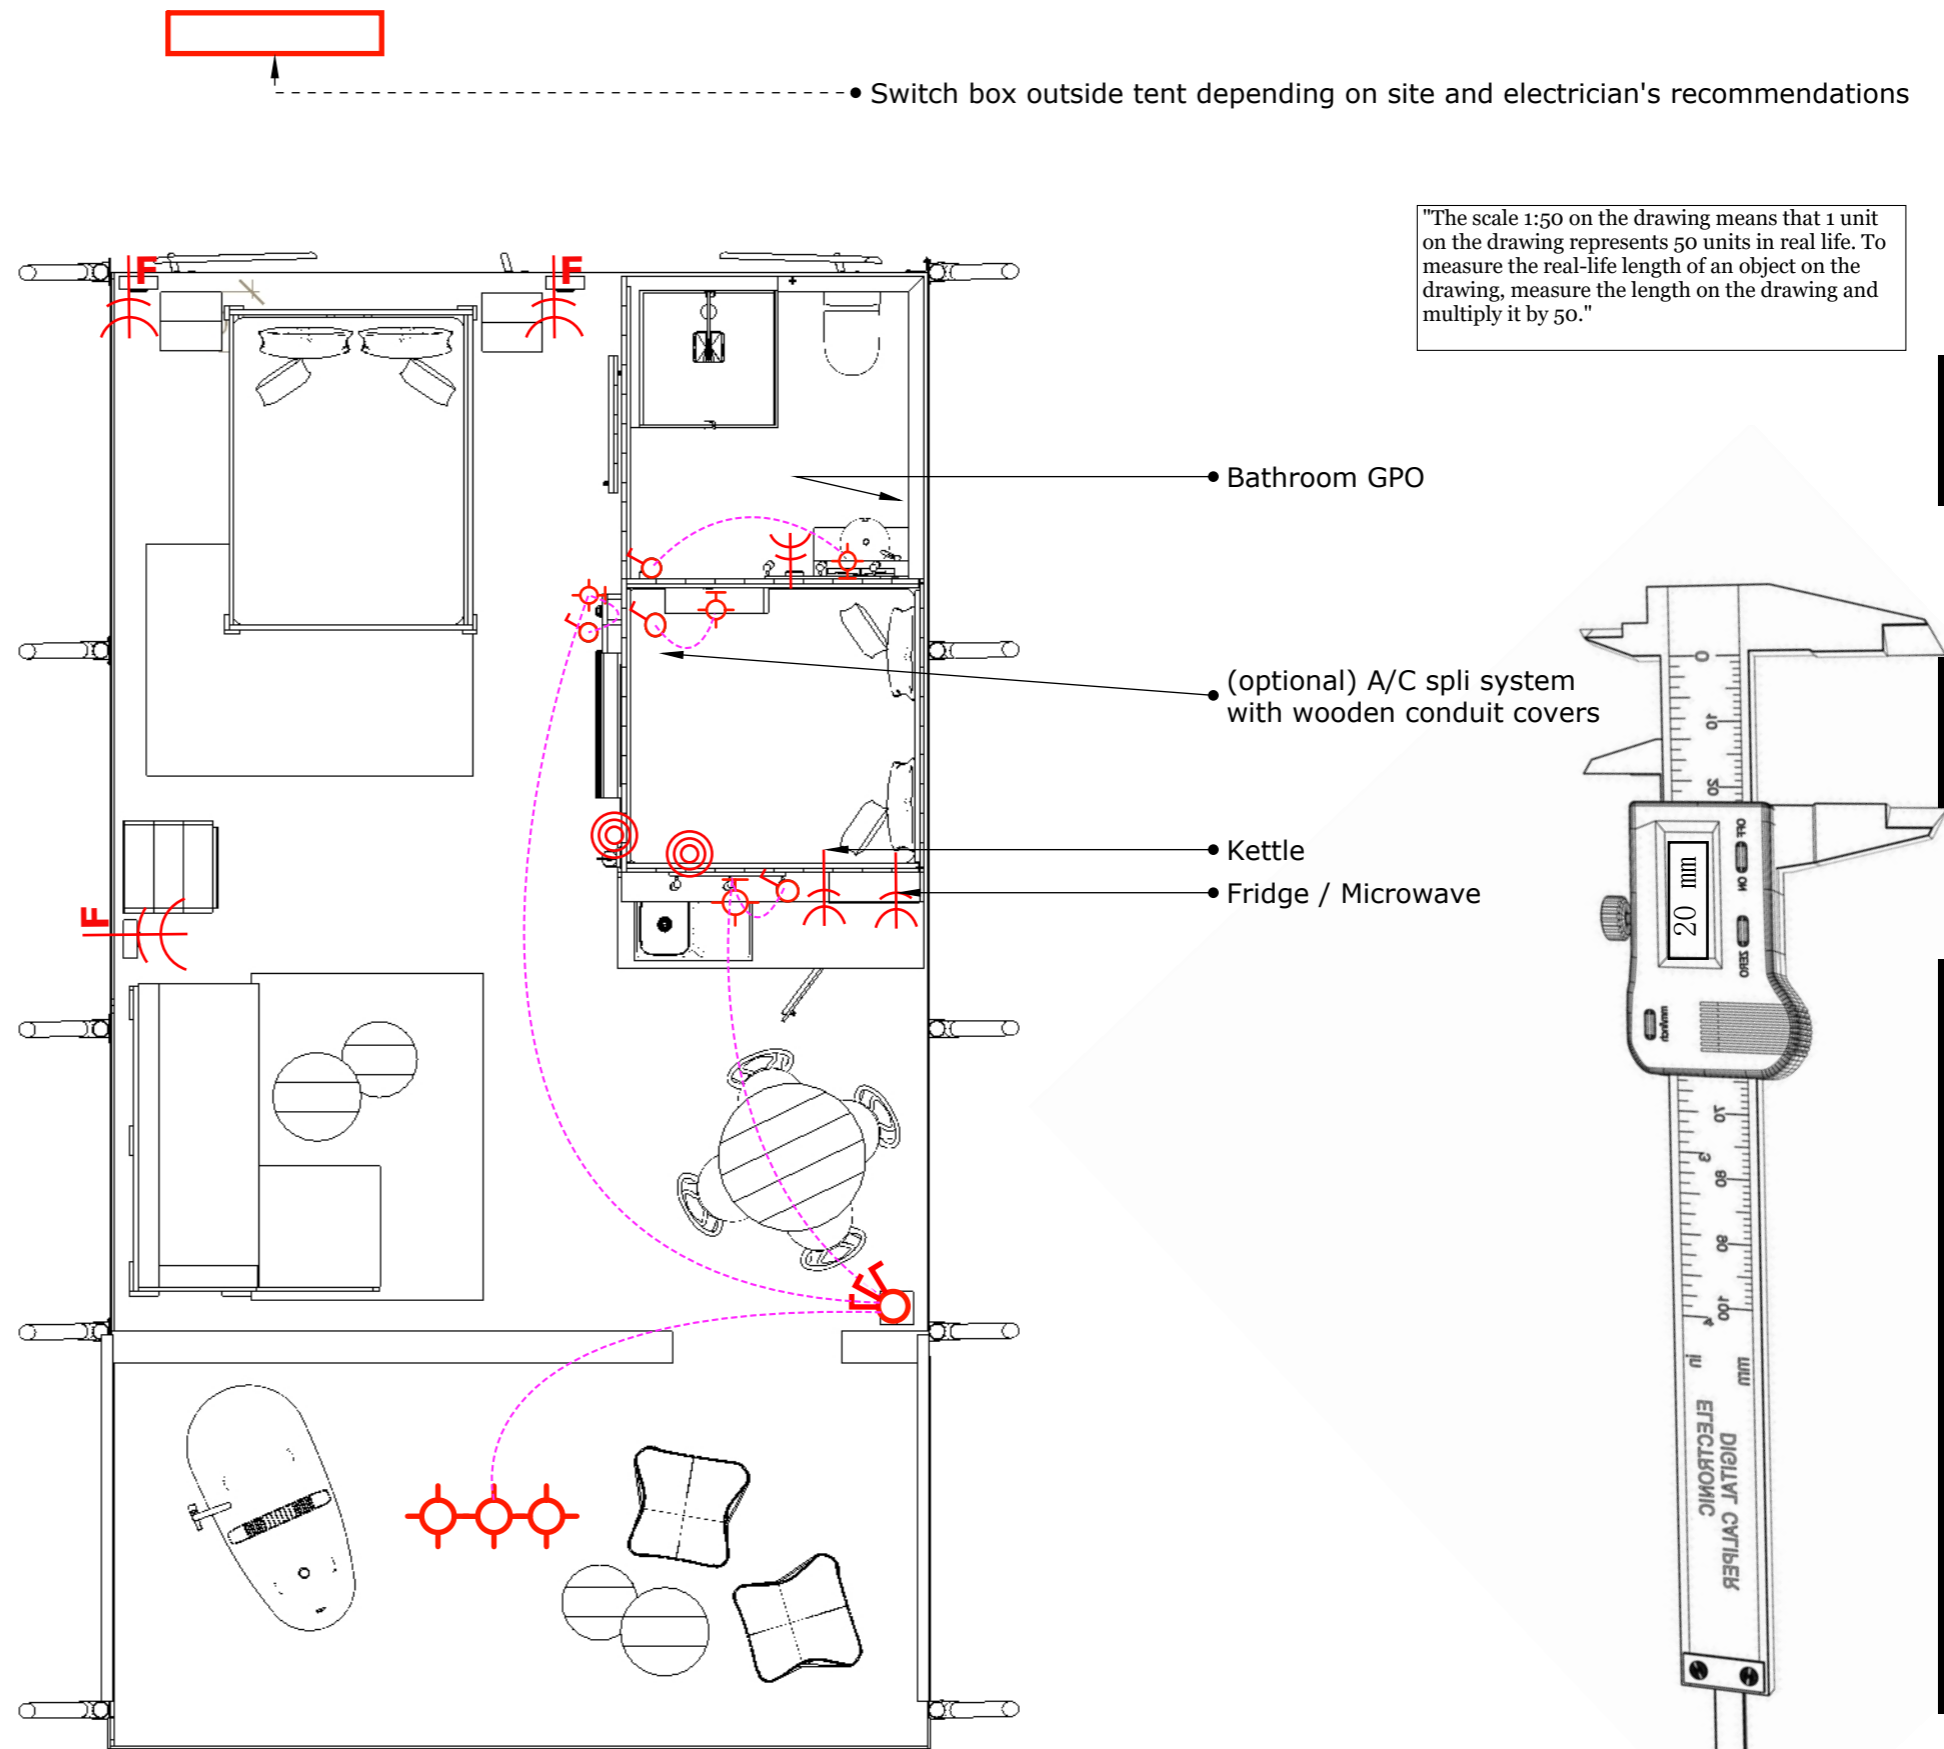 Switch box outside tent depending on site and electrician's recommendations
"The scale 1:50 on the drawing means that 1 unit
on the drawing represents 50 units in real life. To
measure the real-life length of an object on the
drawing, measure the length on the drawing and
multiply it by 50."
F
F
Bathroom GPO
(optional) A/C spli system
with wooden conduit covers
Kettle
Fridge / Microwave
F
0
10
20
OFF
ON
20 mm
ZERO
mm/inch
70
3
80
90
100
4
in
mm
ELECTRONIC
DIGITAL CALIPER